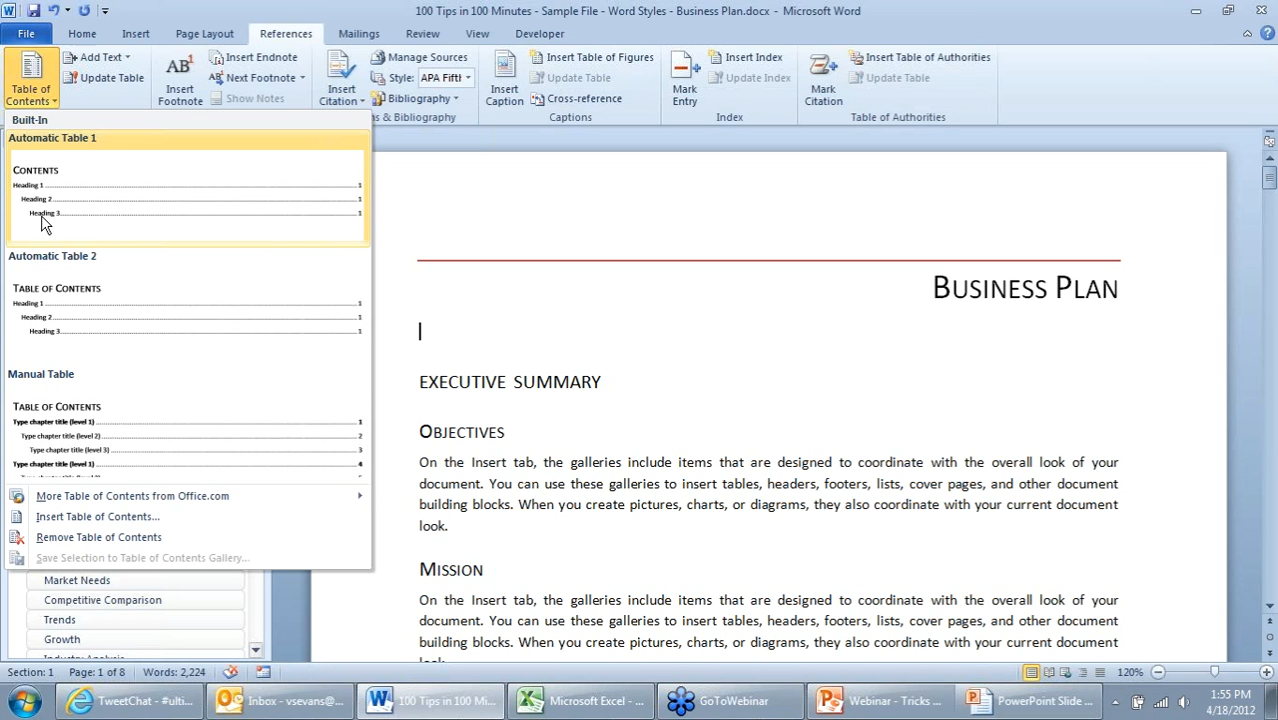 100 Tips in 100 Minutes - Sample File - Word Styles - Business Plan.docx - Microsoft Word
File Home Insert Page Layout References Mailings Review View Developer
Table of Contents
Add Text
Update Table
AB
Insert Footnote
Insert Endnote
Next Footnote
Show Notes
Insert Citation
Manage Sources
Style: APA Fift
Bibliography
s & Bibliography
Insert Caption
Insert Table of Figures
Update Table
Cross-reference
Captions
Mark Entry
Insert Index
Update Index
Index
Mark Citation
Insert Table of Authorities
Update Table
Table of Authorities
Built-In
Automatic Table 1
Contents
Heading 1 1
Heading 2 1
Heading 3 1
Automatic Table 2
Table of Contents
Heading 1 1
Heading 2 1
Heading 3 1
Manual Table
Table of Contents
Type chapter title (level 1) 1
Type chapter title (level 2) 2
Type chapter title (level 3) 3
Type chapter title (level 1) 4
More Table of Contents from Office.com
Insert Table of Contents...
Remove Table of Contents
Save Selection to Table of Contents Gallery...
Market Needs
Competitive Comparison
Trends
Growth
Industry Analysis
Business Plan
EXECUTIVE SUMMARY
Objectives
On the Insert tab, the galleries include items that are designed to coordinate with the overall look of your
document. You can use these galleries to insert tables, headers, footers, lists, cover pages, and other document
building blocks. When you create pictures, charts, or diagrams, they also coordinate with your current document
look.
Mission
On the Insert tab, the galleries include items that are designed to coordinate with the overall look of your
document. You can use these galleries to insert tables, headers, footers, lists, cover pages, and other document
building blocks. When you create pictures, charts, or diagrams, they also coordinate with your current document
look.
Section: 1 Page: 1 of 8 Words: 2,224 120%
TweetChat - #ulti... Inbox - vsevans@... 100 Tips in 100 Mi... Microsoft Excel - ... GoToWebinar Webinar - Tricks ... PowerPoint Slide ...
1:55 PM
4/18/2012